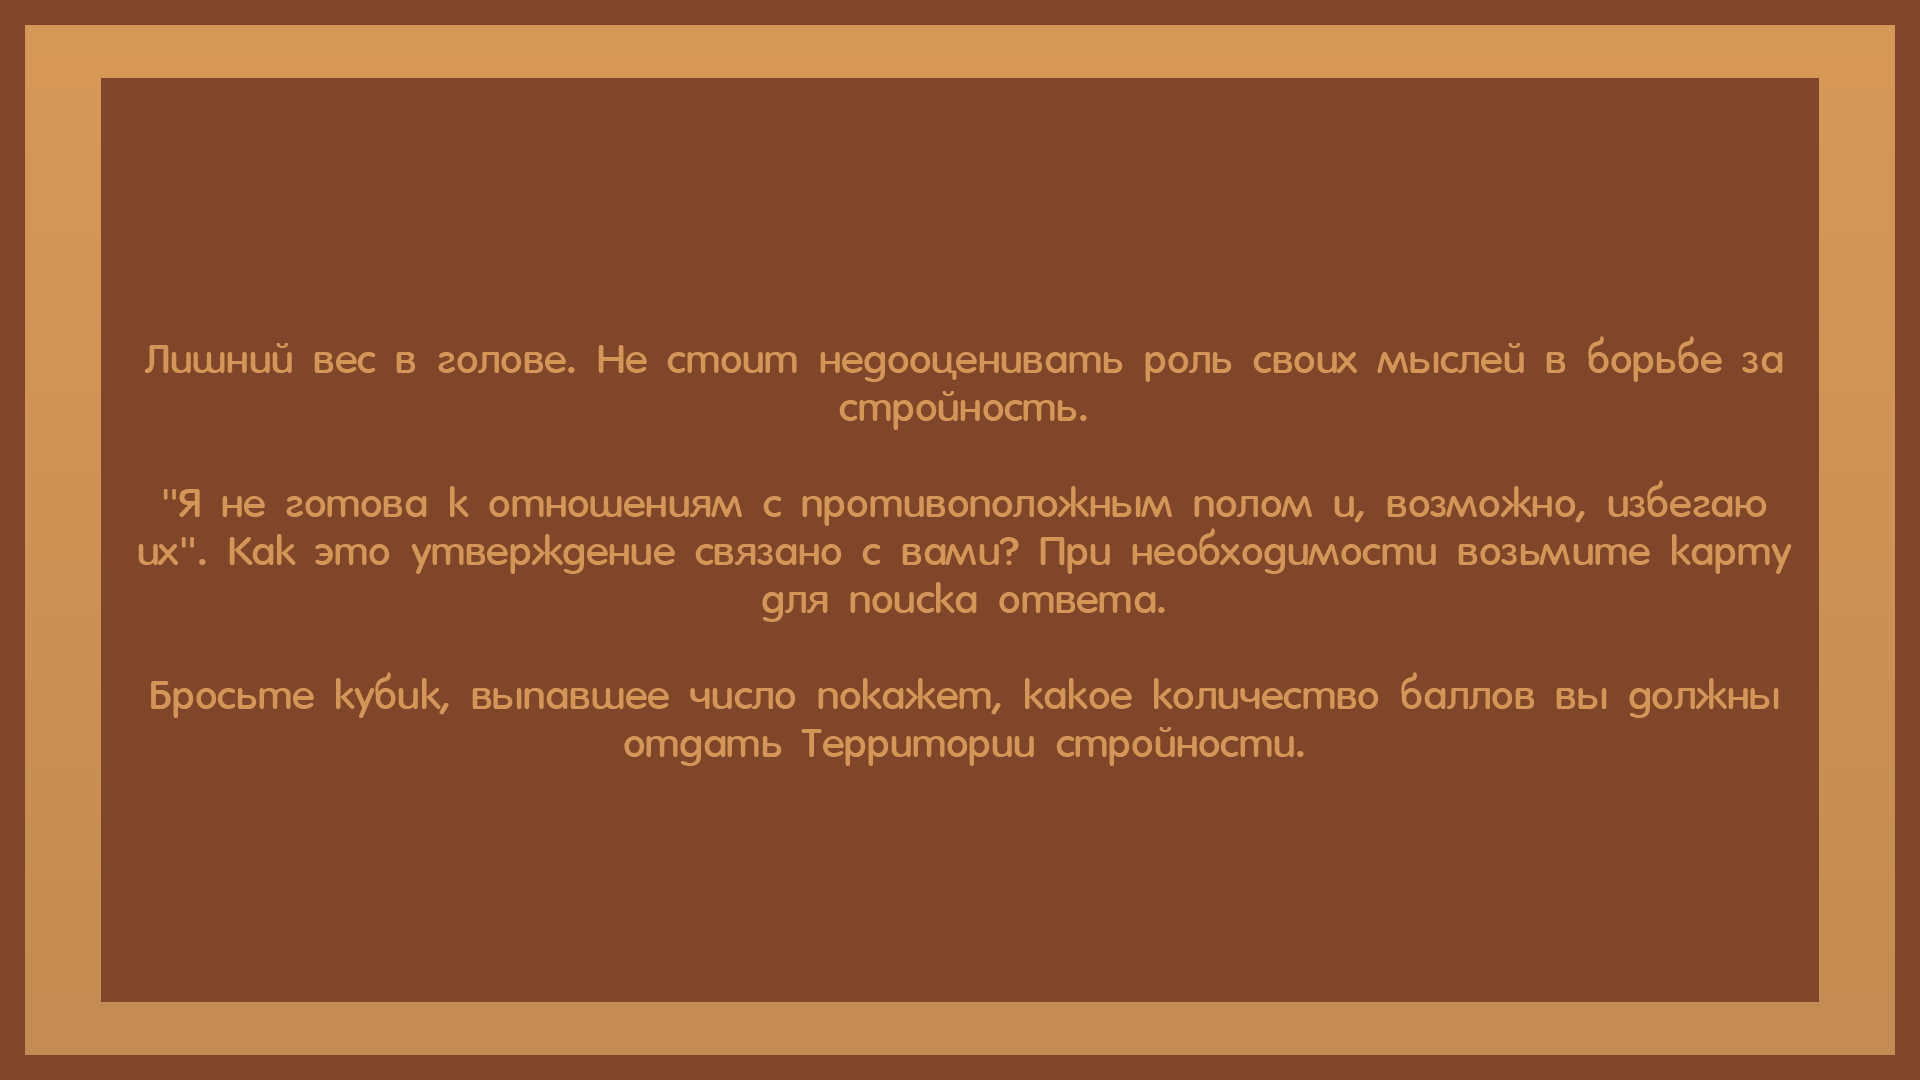 Лишний вес в голове. Не стоит недооценивать роль своих мыслей в борьбе за
стройность.
"Я не готова к отношениям с противоположным полом и, возможно, избегаю
их". Как это утверждение связано с вами? При необходимости возьмите карту
для поиска ответа.
Бросьте кубик, выпавшее число покажет, какое количество баллов вы должны
отдать Территории стройности.